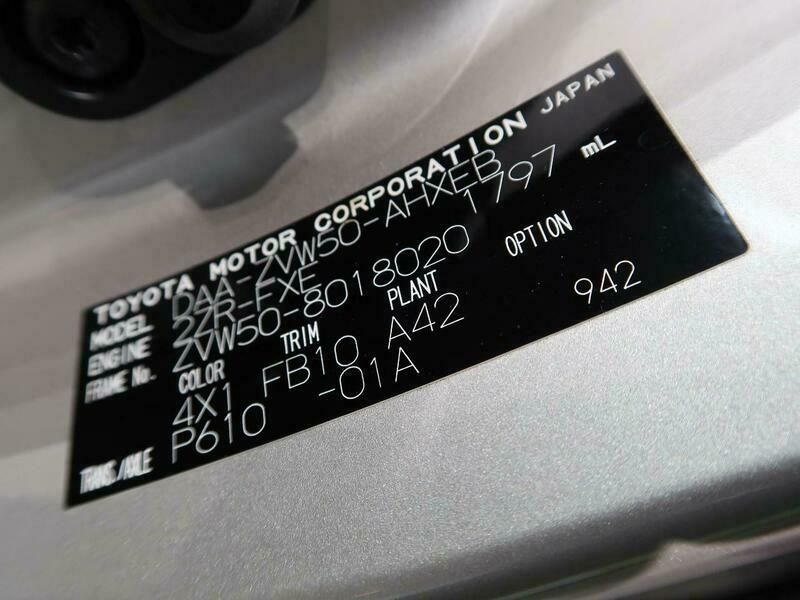 TOYOTA MOTOR CORPORATION JAPAN
MODEL DAA-ZVW50-AHXEB
ENGINE 2ZR-FXE 1797 mL
FRAME No. ZVW50-8018020
COLOR TRIM PLANT OPTION
4X1 FB10 A42 942
TRANS./AXLE P610 -01A